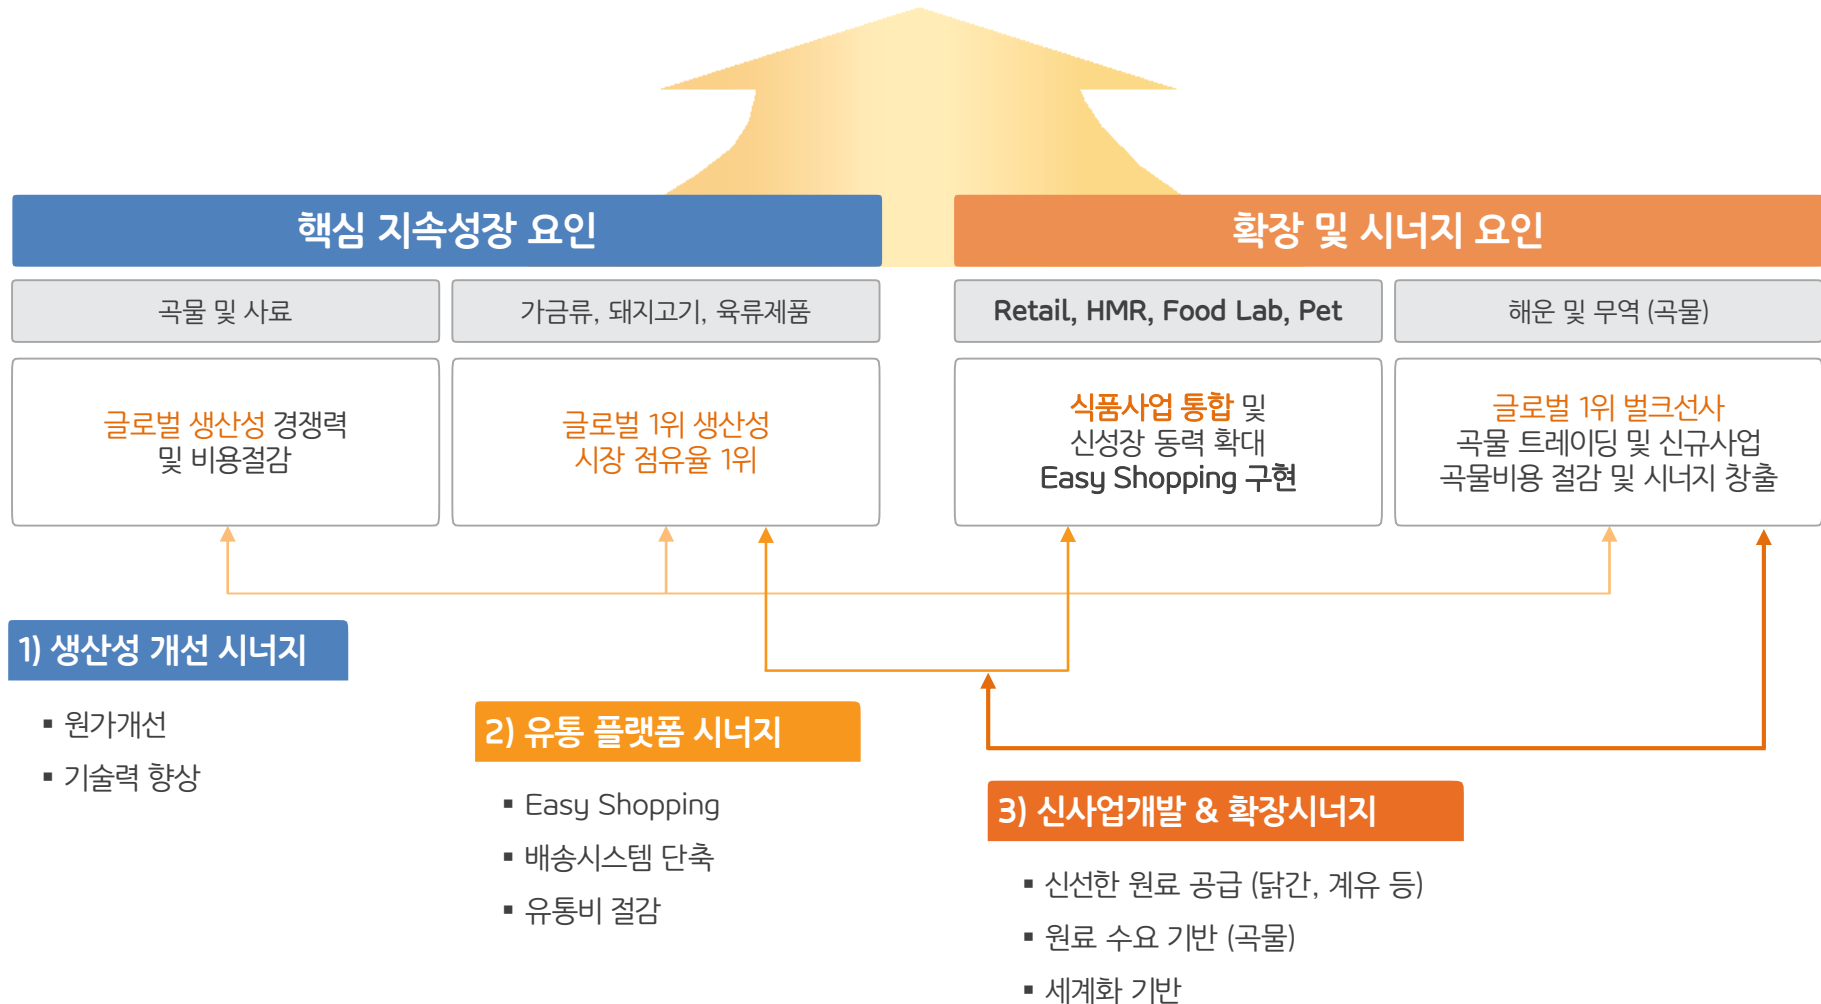 핵심 지속성장 요인
확장 및 시너지 요인
곡물 및 사료
가금류, 돼지고기, 육류제품
Retail, HMR, Food Lab, Pet
해운 및 무역 (곡물)
글로벌 생산성 경쟁력
및 비용절감
글로벌 1위 생산성
시장 점유율 1위
식품사업 통합 및
신성장 동력 확대
Easy Shopping 구현
글로벌 1위 벌크선사
곡물 트레이딩 및 신규사업
곡물비용 절감 및 시너지 창출
1) 생산성 개선 시너지
▪ 원가개선
▪ 기술력 향상
2) 유통 플랫폼 시너지
▪ Easy Shopping
▪ 배송시스템 단축
▪ 유통비 절감
3) 신사업개발 & 확장시너지
▪ 신선한 원료 공급 (닭간, 계유 등)
▪ 원료 수요 기반 (곡물)
▪ 세계화 기반